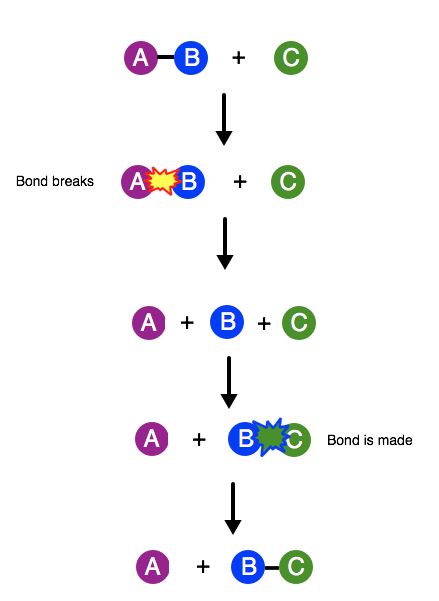 A B + C
Bond breaks A B + C
A + B + C
A + B C Bond is made
A + B C